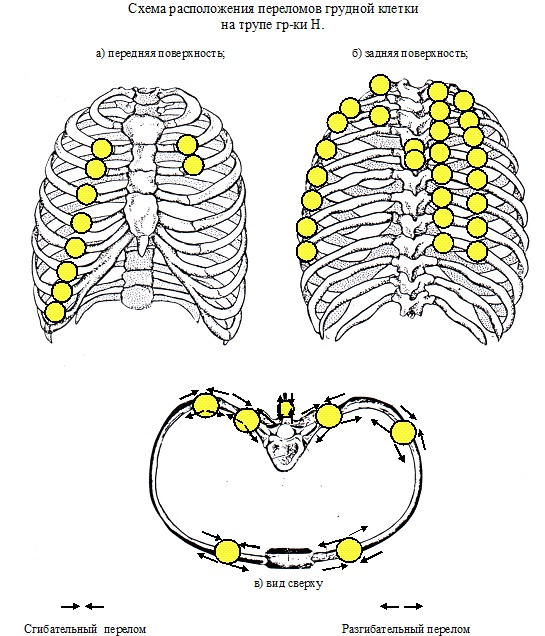 Схема расположения переломов грудной клетки
на трупе гр-ки Н.
а) передняя поверхность;
б) задняя поверхность;
в) вид сверху
Сгибательный перелом
Разгибательный перелом